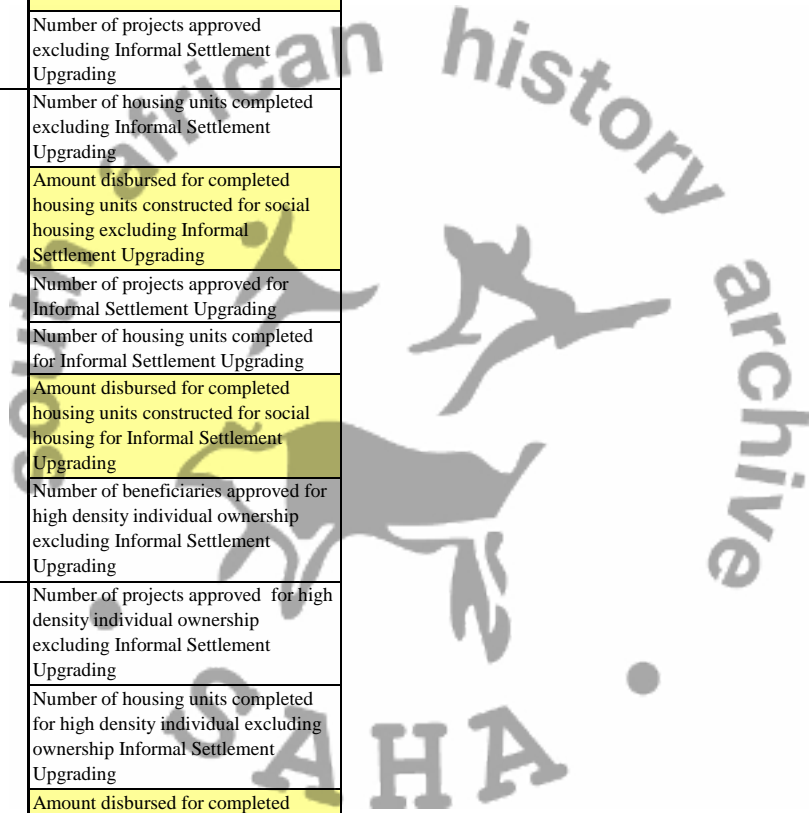 Number of projects approved
excluding Informal Settlement
Upgrading
Number of housing units completed
excluding Informal Settlement
Upgrading
Amount disbursed for completed
housing units constructed for social
housing excluding Informal
Settlement Upgrading
Number of projects approved for
Informal Settlement Upgrading
Number of housing units completed
for Informal Settlement Upgrading
Amount disbursed for completed
housing units constructed for social
housing for Informal Settlement
Upgrading
Number of beneficiaries approved for
high density individual ownership
excluding Informal Settlement
Upgrading
Number of projects approved for high
density individual ownership
excluding Informal Settlement
Upgrading
Number of housing units completed
for high density individual excluding
ownership Informal Settlement
Upgrading
Amount disbursed for completed
south african history archive
SAHA